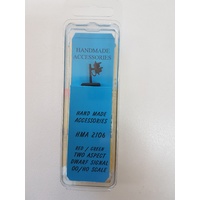 HANDMADE
ACCESSORIES
HAND MADE
ACCESSORIES
HMA 2106
RED / GREEN
TWO ASPECT
DWARF SIGNAL
OO/HO SCALE